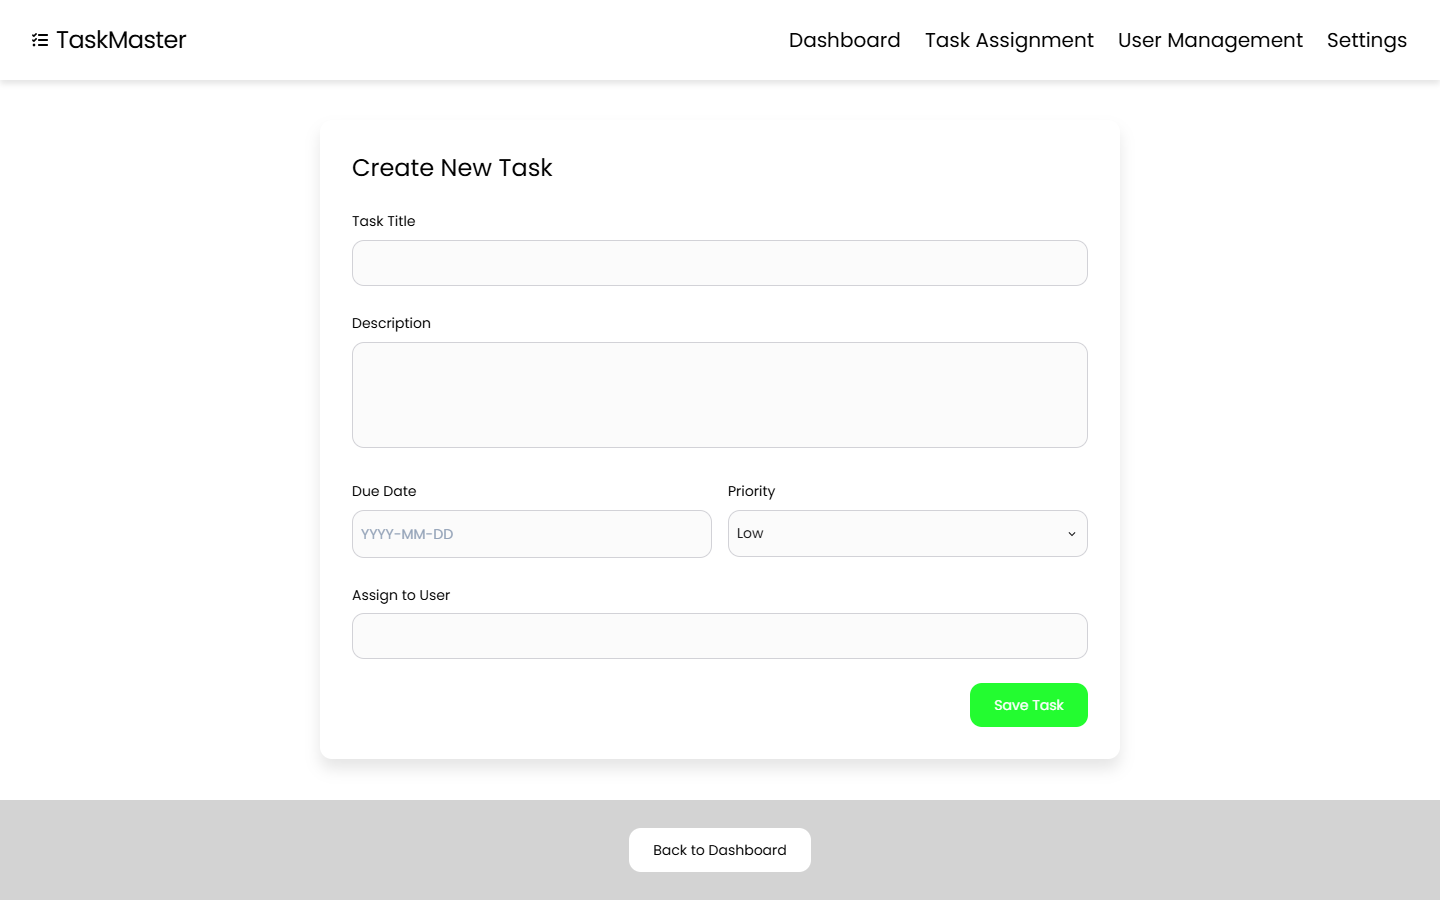 TaskMaster
Dashboard Task Assignment User Management Settings
Create New Task
Task Title
Description
Due Date Priority
YYYY-MM-DD Low
Assign to User
Save Task
Back to Dashboard